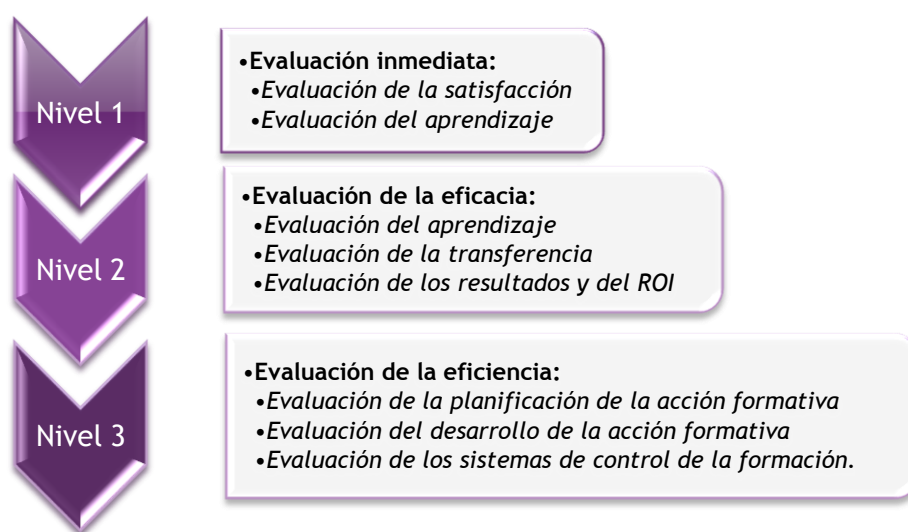 Nivel 1
•Evaluación inmediata:
•Evaluación de la satisfacción
•Evaluación del aprendizaje
Nivel 2
•Evaluación de la eficacia:
•Evaluación del aprendizaje
•Evaluación de la transferencia
•Evaluación de los resultados y del ROI
Nivel 3
•Evaluación de la eficiencia:
•Evaluación de la planificación de la acción formativa
•Evaluación del desarrollo de la acción formativa
•Evaluación de los sistemas de control de la formación.